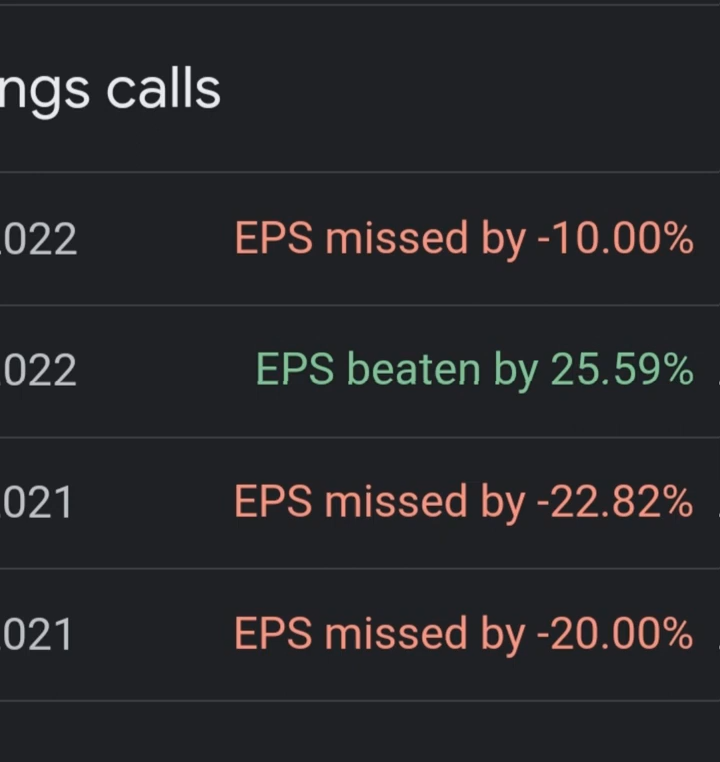 ngs calls
022 EPS missed by -10.00%
022 EPS beaten by 25.59%
021 EPS missed by -22.82%
021 EPS missed by -20.00%